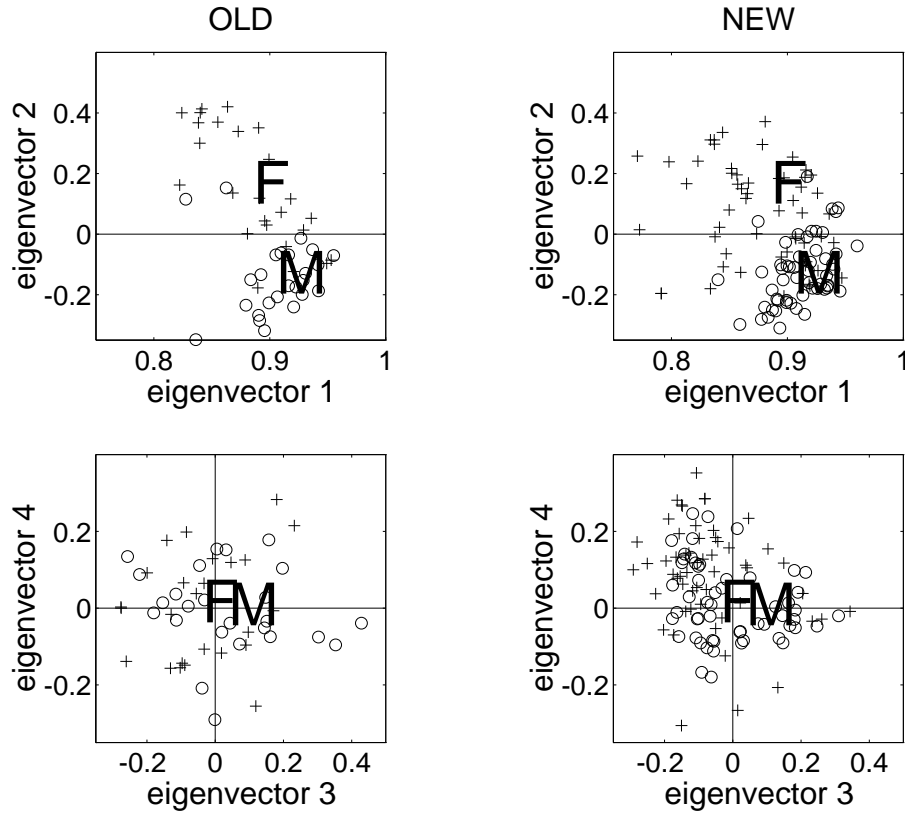 OLD NEW
eigenvector 2 eigenvector 2
0.4 0.4
0.2 0.2
F F
0 0
M M
-0.2 -0.2
0.8 0.9 1 0.8 0.9 1
eigenvector 1 eigenvector 1
eigenvector 4 eigenvector 4
0.2 0.2
FM FM
0 0
-0.2 -0.2
-0.2 0 0.2 0.4 -0.2 0 0.2 0.4
eigenvector 3 eigenvector 3